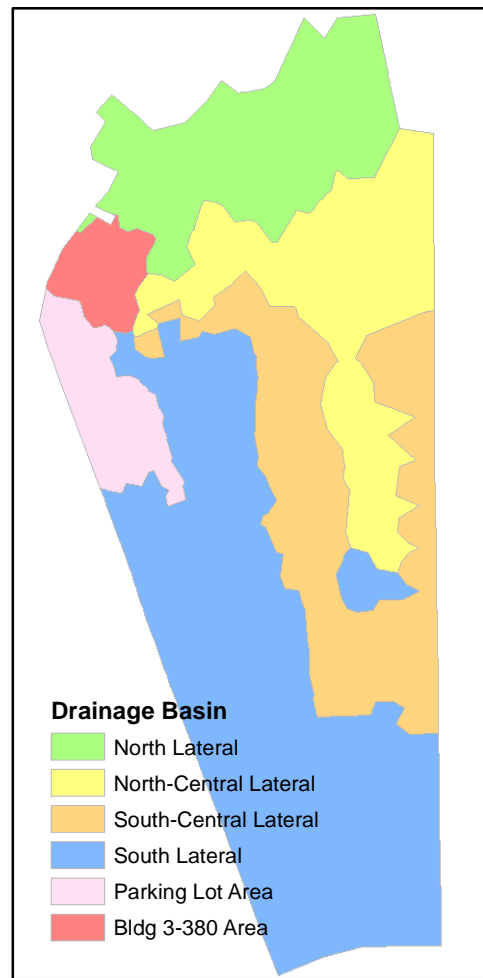 Drainage Basin
North Lateral
North-Central Lateral
South-Central Lateral
South Lateral
Parking Lot Area
Bldg 3-380 Area